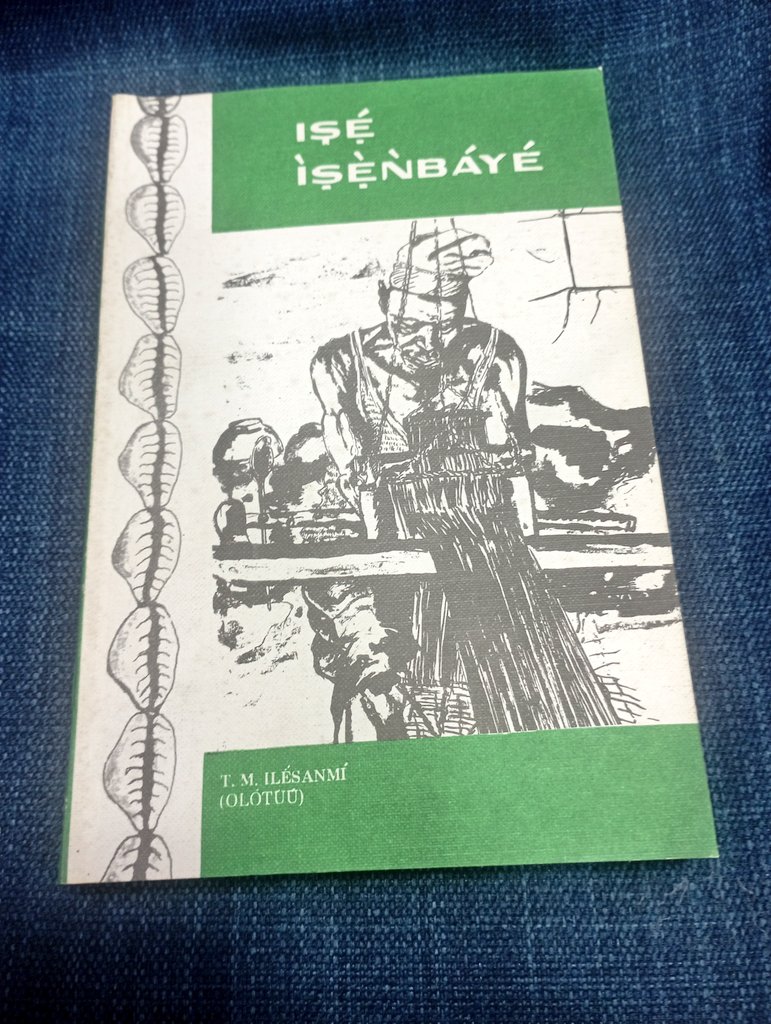 IṢẸ́
ÌṢẸ̀ǸBÁYÉ
T. M. ILÉSANMÍ
(OLÓTÙÚ)